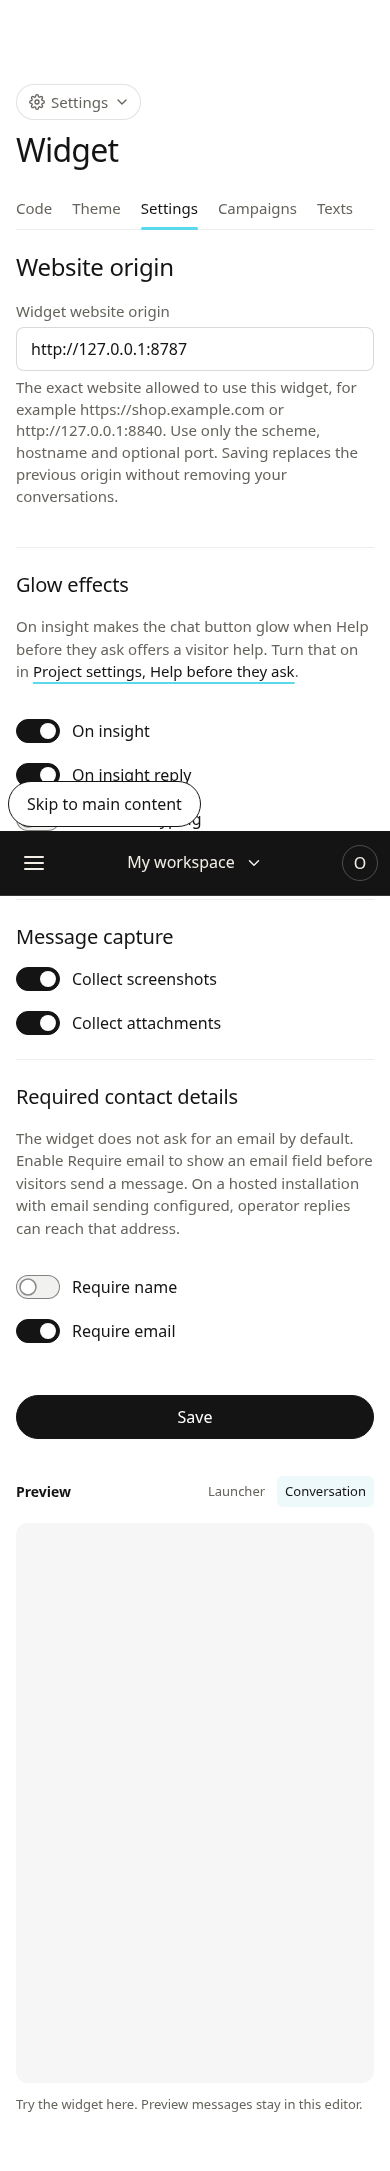 Settings
Widget
Code Theme Settings Campaigns Texts
Website origin
Widget website origin
http://127.0.0.1:8787
The exact website allowed to use this widget, for
example https://shop.example.com or
http://127.0.0.1:8840. Use only the scheme,
hostname and optional port. Saving replaces the
previous origin without removing your
conversations.
Glow effects
On insight makes the chat button glow when Help
before they ask offers a visitor help. Turn that on
in Project settings, Help before they ask.
On insight
On insight reply
Skip to main content
My workspace O
Message capture
Collect screenshots
Collect attachments
Required contact details
The widget does not ask for an email by default.
Enable Require email to show an email field before
visitors send a message. On a hosted installation
with email sending configured, operator replies
can reach that address.
Require name
Require email
Save
Preview Launcher Conversation
Try the widget here. Preview messages stay in this editor.